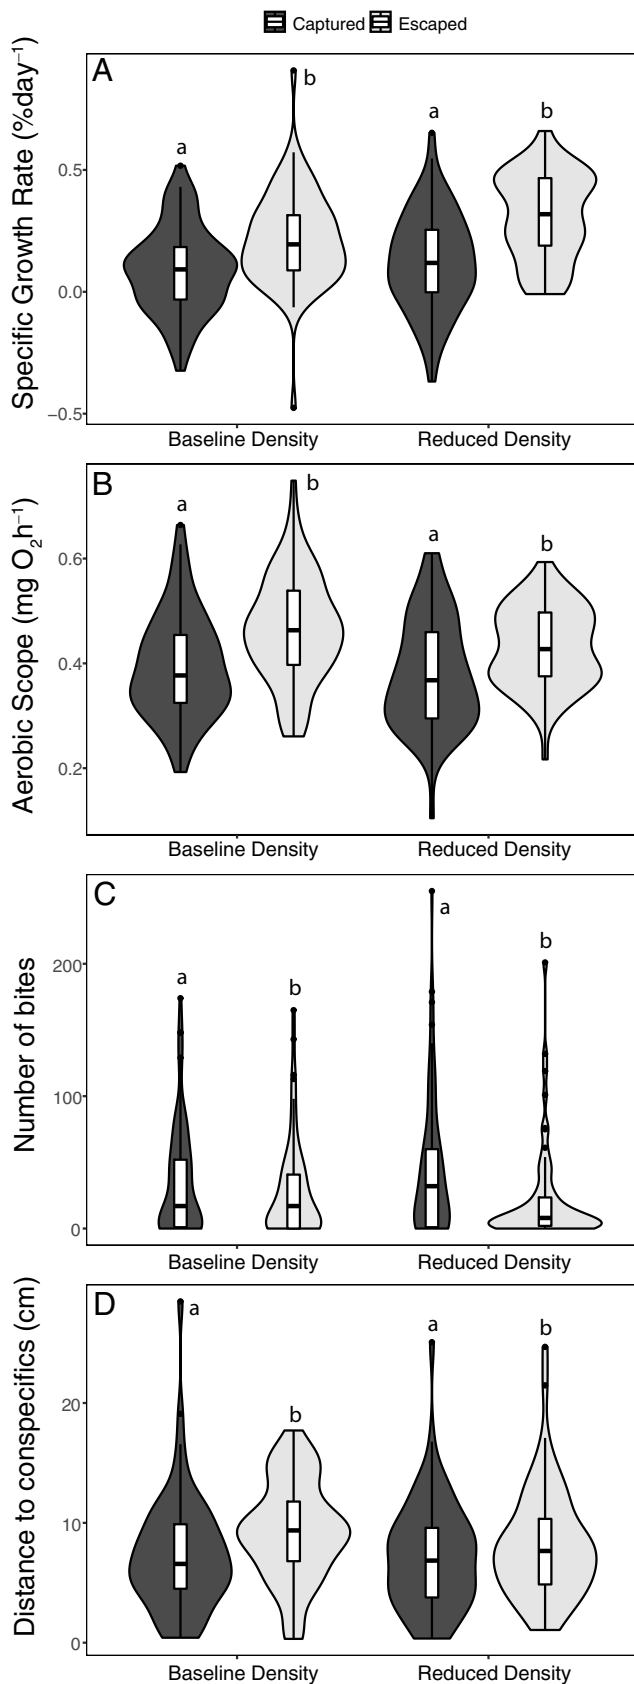 Captured Escaped
A
Specific Growth Rate (%day⁻¹)
a b a b
0.5
0.0
−0.5
Baseline Density Reduced Density
B
Aerobic Scope (mg O₂h⁻¹)
a b a b
0.6
0.4
0.2
Baseline Density Reduced Density
C
Number of bites
a b a b
200
100
0
Baseline Density Reduced Density
D
Distance to conspecifics (cm)
a b a b
20
10
0
Baseline Density Reduced Density